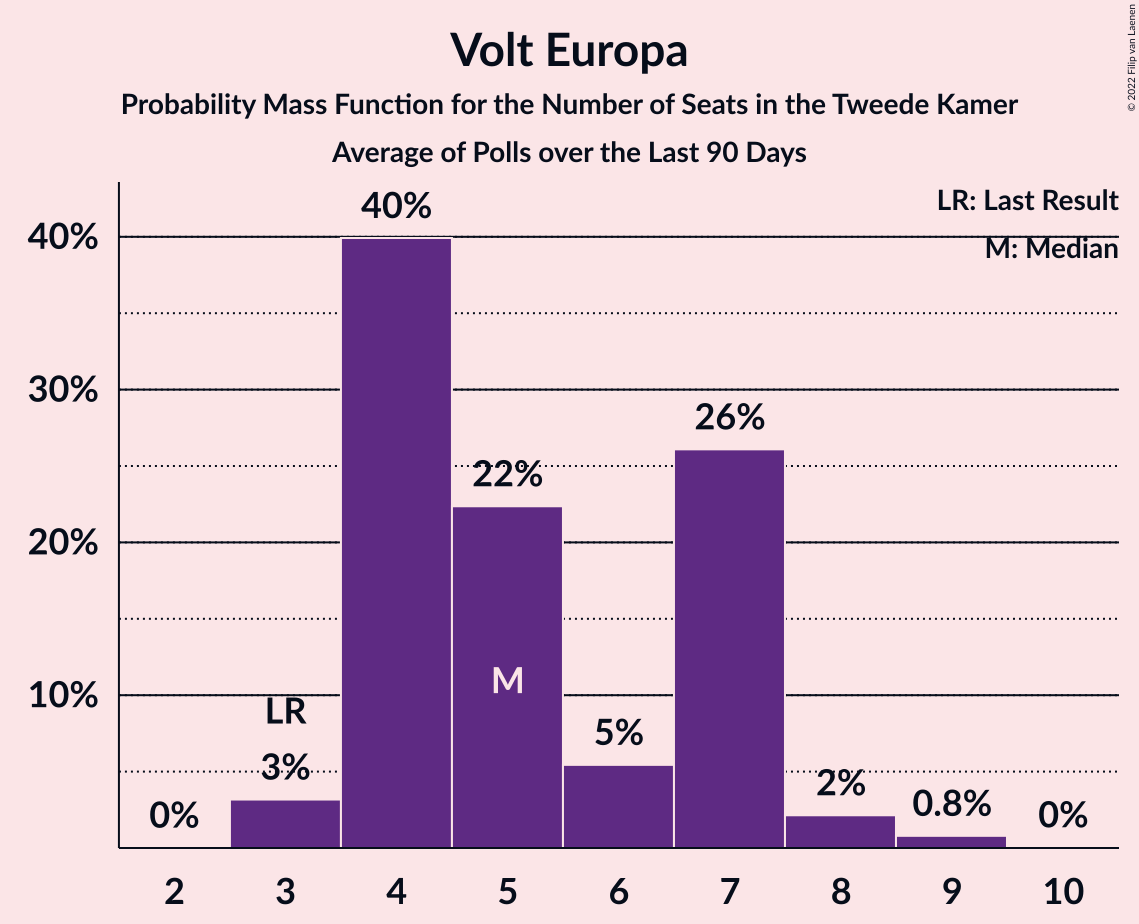 Volt Europa
Probability Mass Function for the Number of Seats in the Tweede Kamer
Average of Polls over the Last 90 Days
© 2022 Filip van Laenen
LR: Last Result
M: Median
40%
30%
20%
10%
0%
LR
3%
40%
22%
M
5%
26%
2%
0.8%
0%
2 3 4 5 6 7 8 9 10